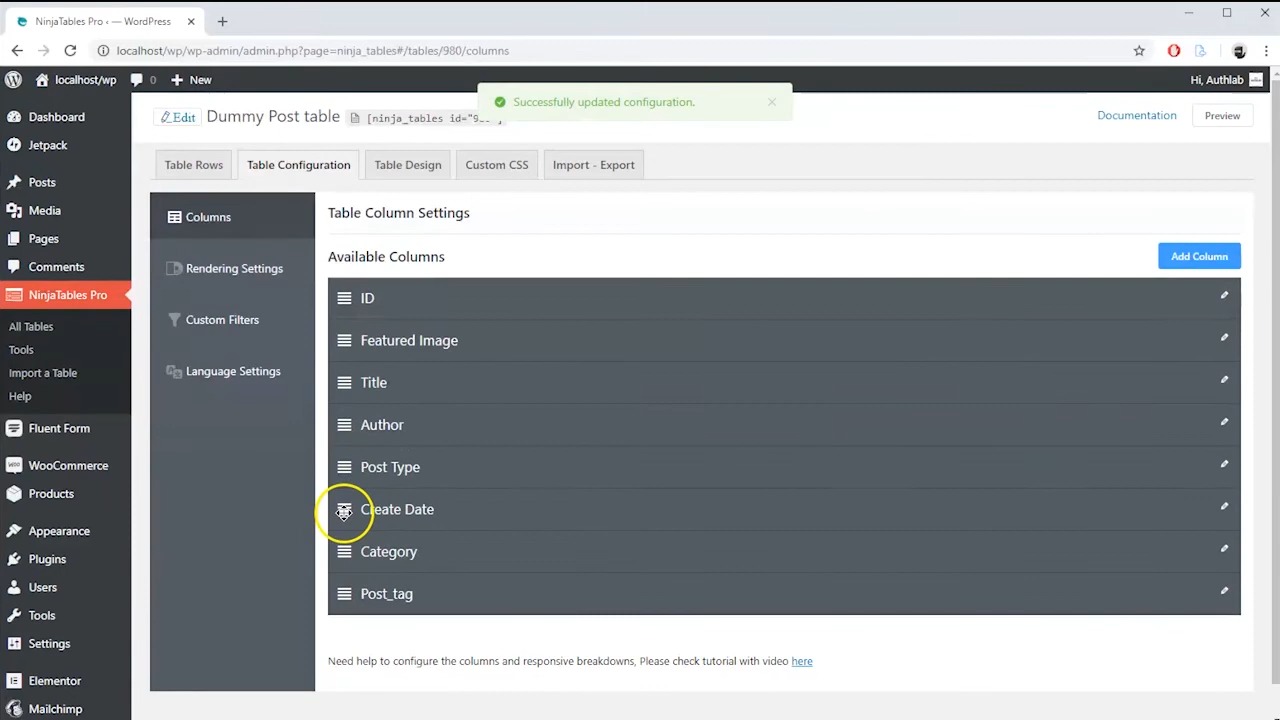 NinjaTables Pro ‹ — WordPress
localhost/wp/wp-admin/admin.php?page=ninja_tables#/tables/980/columns
localhost/wp
0
New
Hi, Authlab
Successfully updated configuration.
Edit
Dummy Post table
Documentation
Preview
Table Rows
Table Configuration
Table Design
Custom CSS
Import - Export
Dashboard
Jetpack
Posts
Media
Pages
Comments
NinjaTables Pro
All Tables
Tools
Import a Table
Help
Fluent Form
WooCommerce
Products
Appearance
Plugins
Users
Tools
Settings
Elementor
Mailchimp
Columns
Rendering Settings
Custom Filters
Language Settings
Table Column Settings
Available Columns
Add Column
ID
Featured Image
Title
Author
Post Type
Create Date
Category
Post_tag
Need help to configure the columns and responsive breakdowns, Please check tutorial with video here